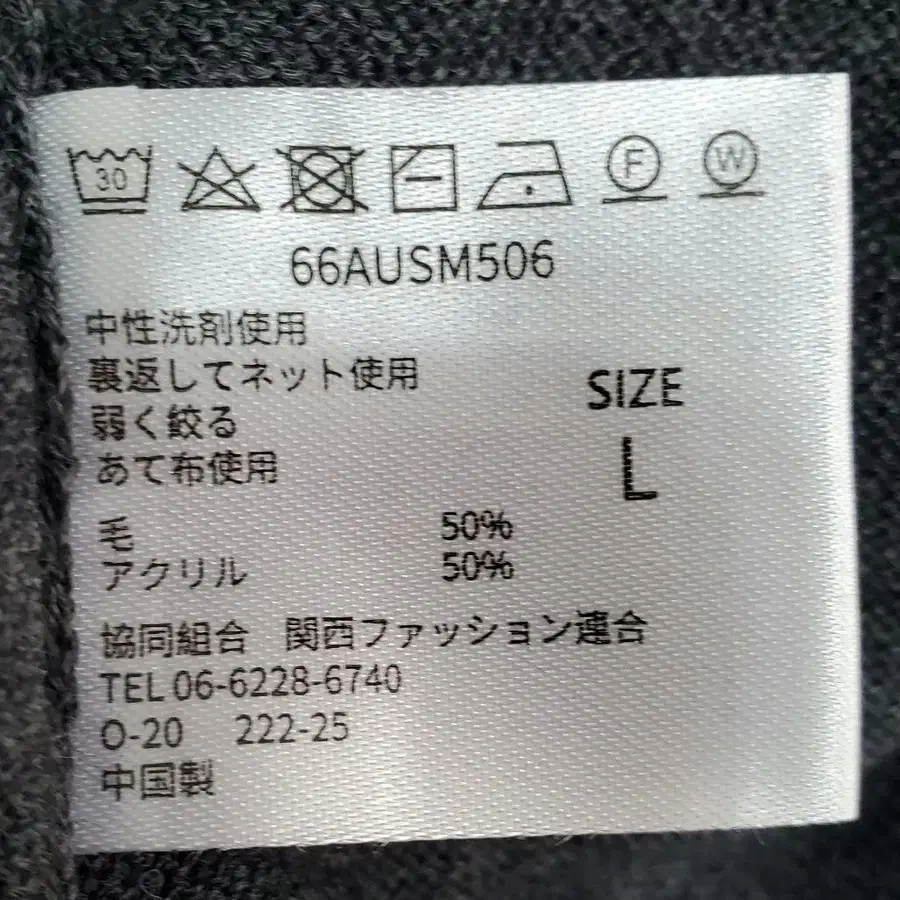 30 F W
66AUSM506
中性洗剤使用
裏返してネット使用
弱く絞る
あて布使用
SIZE
L
毛 50%
アクリル 50%
協同組合 関西ファッション連合
TEL 06-6228-6740
O-20 222-25
中国製